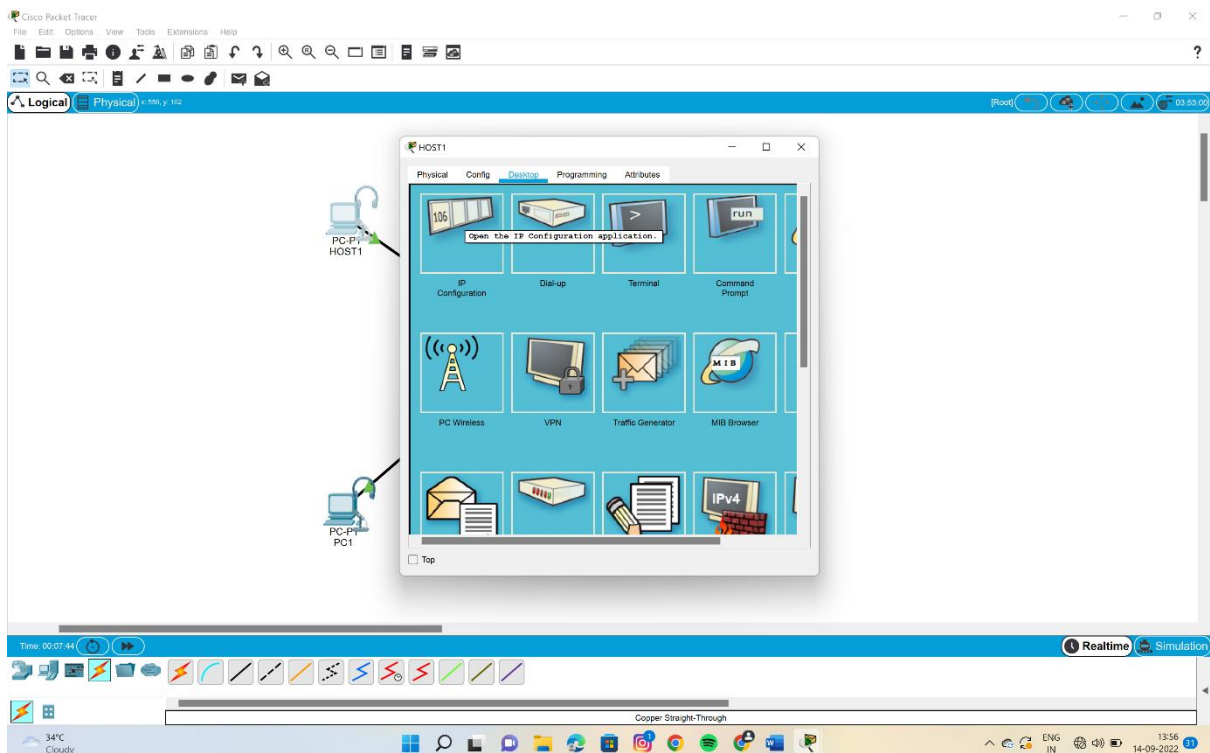 Cisco Packet Tracer
File Edit Options View Tools Extensions Help
?
Logical Physical x: 558, y: 182 [Root] 03:53:00
HOST1
Physical Config Desktop Programming Attributes
106
>
run
Open the IP Configuration application.
IP Configuration
Dial-up
Terminal
Command Prompt
PC-PT
HOST1
MIB
PC Wireless
VPN
Traffic Generator
MIB Browser
IPv4
PC-PT
PC1
Top
Time: 00:07:44
Realtime Simulation
Copper Straight-Through
34°C
Cloudy
ENG
IN
13:56
14-09-2022
31